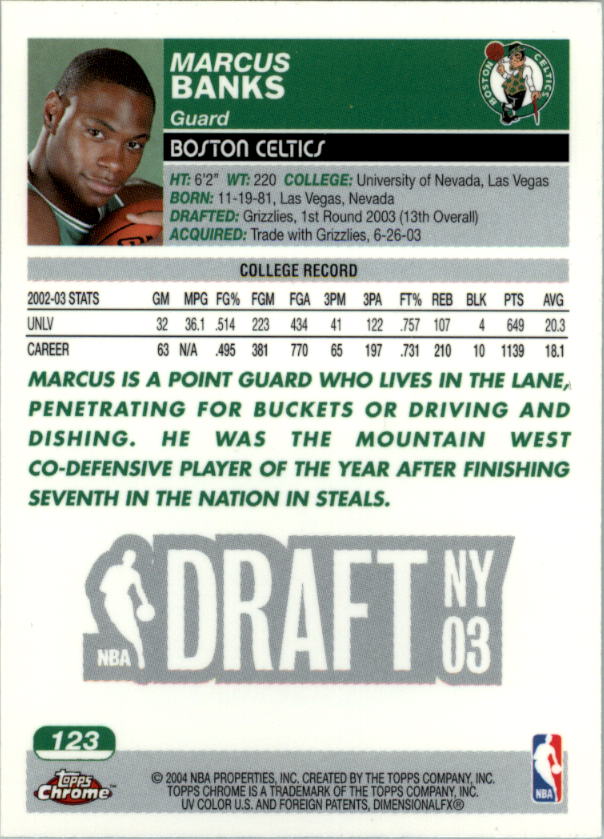 MARCUS
BANKS
Guard
BOSTON CELTICS
BOSTON CELTICS
HT: 6'2" WT: 220 COLLEGE: University of Nevada, Las Vegas
BORN: 11-19-81, Las Vegas, Nevada
DRAFTED: Grizzlies, 1st Round 2003 (13th Overall)
ACQUIRED: Trade with Grizzlies, 6-26-03
COLLEGE RECORD
2002-03 STATS GM MPG FG% FGM FGA 3PM 3PA FT% REB BLK PTS AVG
UNLV 32 36.1 .514 223 434 41 122 .757 107 4 649 20.3
CAREER 63 N/A .495 381 770 65 197 .731 210 10 1139 18.1
MARCUS IS A POINT GUARD WHO LIVES IN THE LANE,
PENETRATING FOR BUCKETS OR DRIVING AND
DISHING. HE WAS THE MOUNTAIN WEST
CO-DEFENSIVE PLAYER OF THE YEAR AFTER FINISHING
SEVENTH IN THE NATION IN STEALS.
NBA DRAFT NY
03
123
Topps
Chrome™
© 2004 NBA PROPERTIES, INC. CREATED BY THE TOPPS COMPANY, INC.
TOPPS CHROME IS A TRADEMARK OF THE TOPPS COMPANY, INC.
UV COLOR U.S. AND FOREIGN PATENTS, DIMENSIONALFX®
NBA